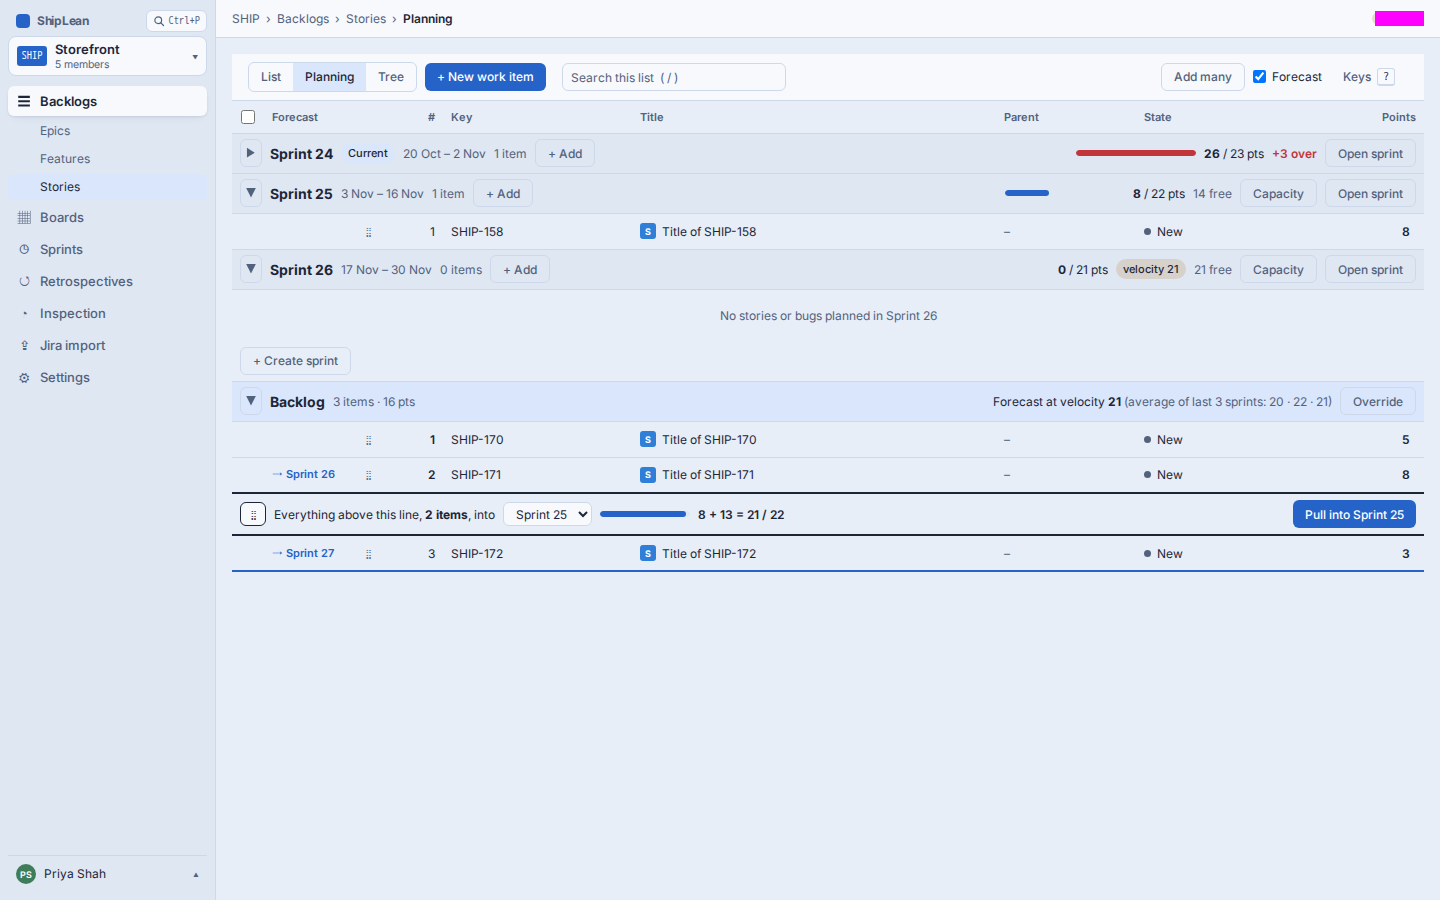 ShipLean Ctrl+P
SHIP Storefront
5 members
Backlogs
Epics
Features
Stories
Boards
Sprints
Retrospectives
Inspection
Jira import
Settings
PS Priya Shah
SHIP › Backlogs › Stories › Planning
List Planning Tree + New work item Search this list ( / ) Add many Forecast Keys ?
Forecast # Key Title Parent State Points
Sprint 24 Current 20 Oct – 2 Nov 1 item + Add 26 / 23 pts +3 over Open sprint
Sprint 25 3 Nov – 16 Nov 1 item + Add 8 / 22 pts 14 free Capacity Open sprint
1 SHIP-158 S Title of SHIP-158 – New 8
Sprint 26 17 Nov – 30 Nov 0 items + Add 0 / 21 pts velocity 21 21 free Capacity Open sprint
No stories or bugs planned in Sprint 26
+ Create sprint
Backlog 3 items · 16 pts Forecast at velocity 21 (average of last 3 sprints: 20 · 22 · 21) Override
1 SHIP-170 S Title of SHIP-170 – New 5
→ Sprint 26 2 SHIP-171 S Title of SHIP-171 – New 8
Everything above this line, 2 items, into Sprint 25 8 + 13 = 21 / 22 Pull into Sprint 25
→ Sprint 27 3 SHIP-172 S Title of SHIP-172 – New 3